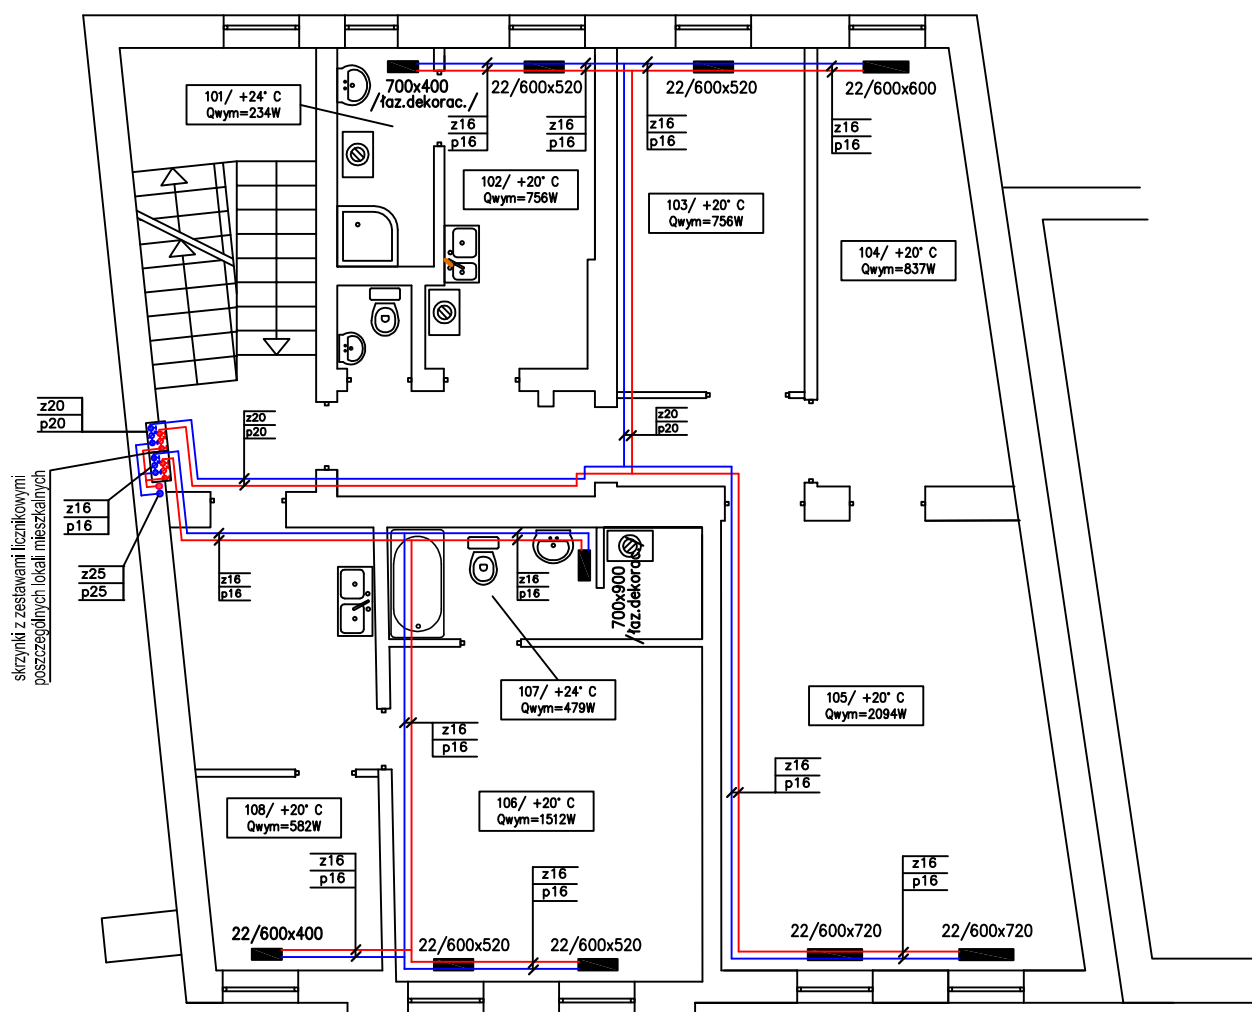 101/ +24° C
Qwym=234W
700x400
/łaz.dekorac./
22/600x520
22/600x520
22/600x600
z16
p16
z16
p16
z16
p16
z16
p16
102/ +20° C
Qwym=756W
103/ +20° C
Qwym=756W
104/ +20° C
Qwym=837W
z20
p20
z20
p20
z20
p20
skrzynki z zestawami licznikowymi
poszczególnych lokali mieszkalnych
z16
p16
z25
p25
z16
p16
z16
p16
700x900
/łaz.dekorac./
107/ +24° C
Qwym=479W
105/ +20° C
Qwym=2094W
z16
p16
z16
p16
108/ +20° C
Qwym=582W
106/ +20° C
Qwym=1512W
z16
p16
z16
p16
z16
p16
22/600x400
22/600x520
22/600x520
22/600x720
22/600x720